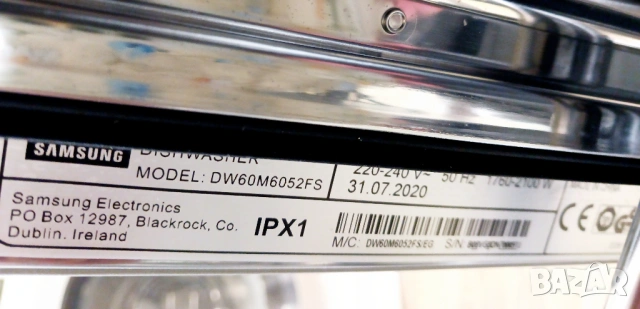 SAMSUNG
DISHWASHER
MODEL: DW60M6052FS
220-240 V~ 50 Hz 1760-2100 W
31.07.2020
Samsung Electronics
PO Box 12987, Blackrock, Co.
Dublin. Ireland
IPX1
M/C: DW60M6052FS/EG S/N:
CE
GS
BAZAR